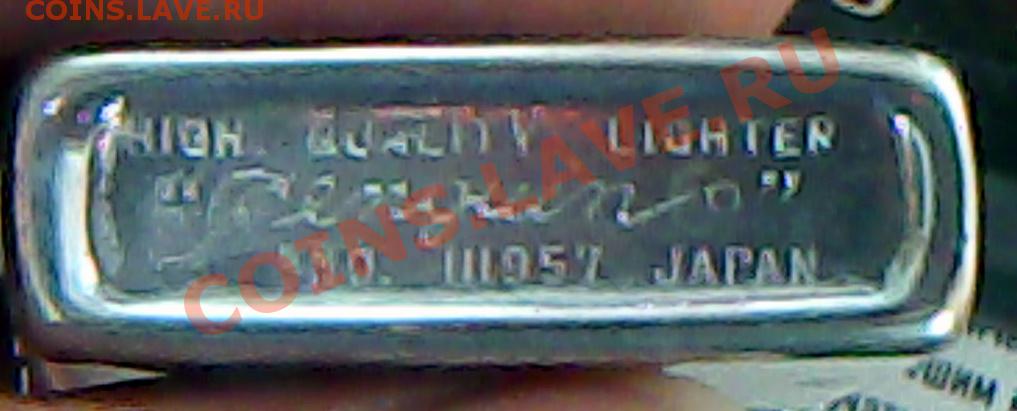 COINS.LAVE.RU
HIGH QUALITY LIGHTER
NO. 111957 JAPAN
COINS.LAVE.RU